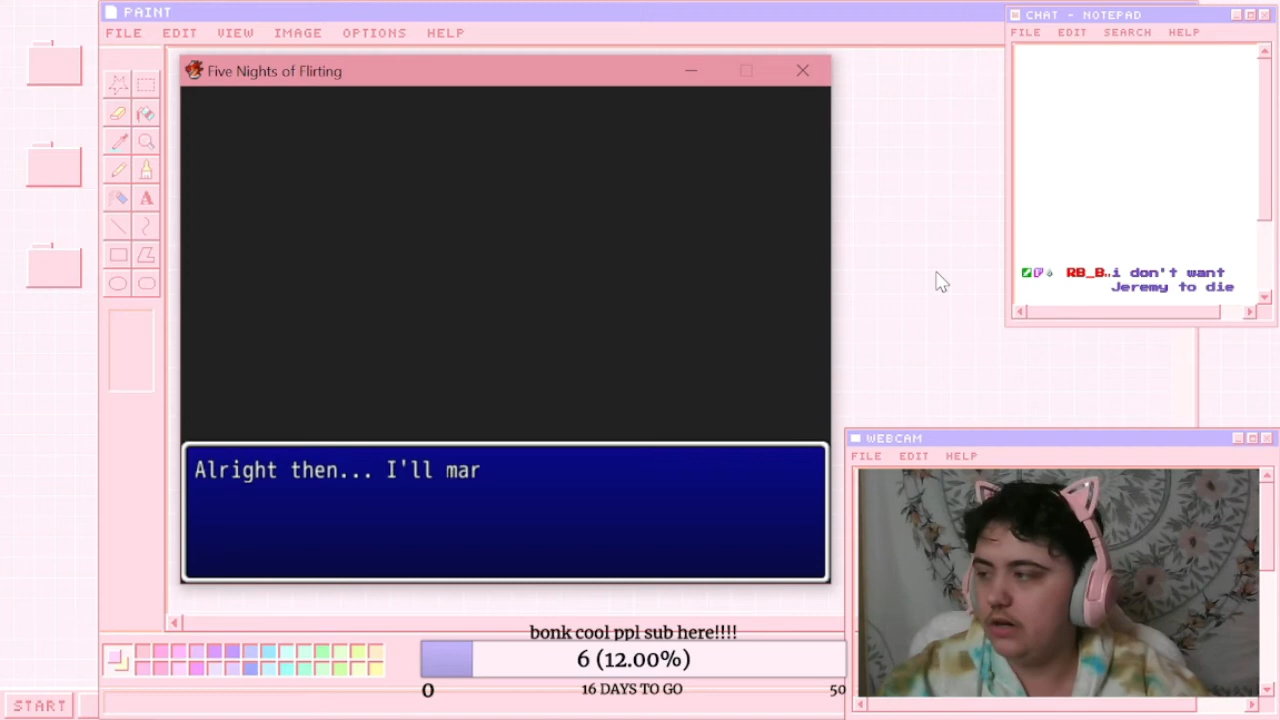 PAINT
FILE EDIT VIEW IMAGE OPTIONS HELP
Five Nights of Flirting
Alright then... I'll mar
CHAT - NOTEPAD
FILE EDIT SEARCH HELP
RB_B.. i don't want
Jeremy to die
WEBCAM
FILE EDIT HELP
A
bonk cool ppl sub here!!!!
6 (12.00%)
0 16 DAYS TO GO 50
START